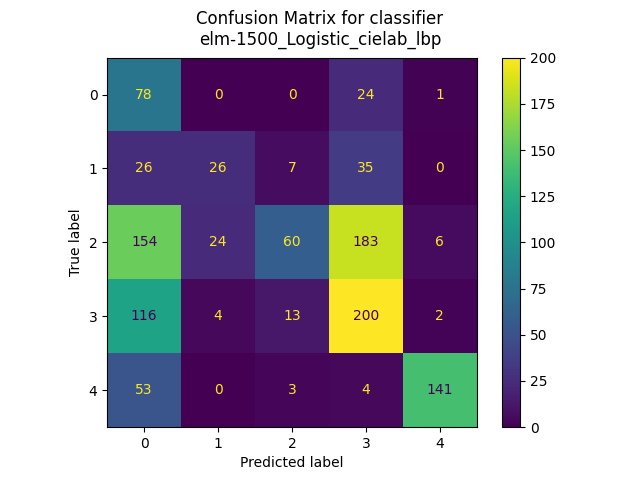 Confusion Matrix for classifier
elm-1500_Logistic_cielab_lbp
True label
0 78 0 0 24 1
1 26 26 7 35 0
2 154 24 60 183 6
3 116 4 13 200 2
4 53 0 3 4 141
0 1 2 3 4
Predicted label
200
175
150
125
100
75
50
25
0